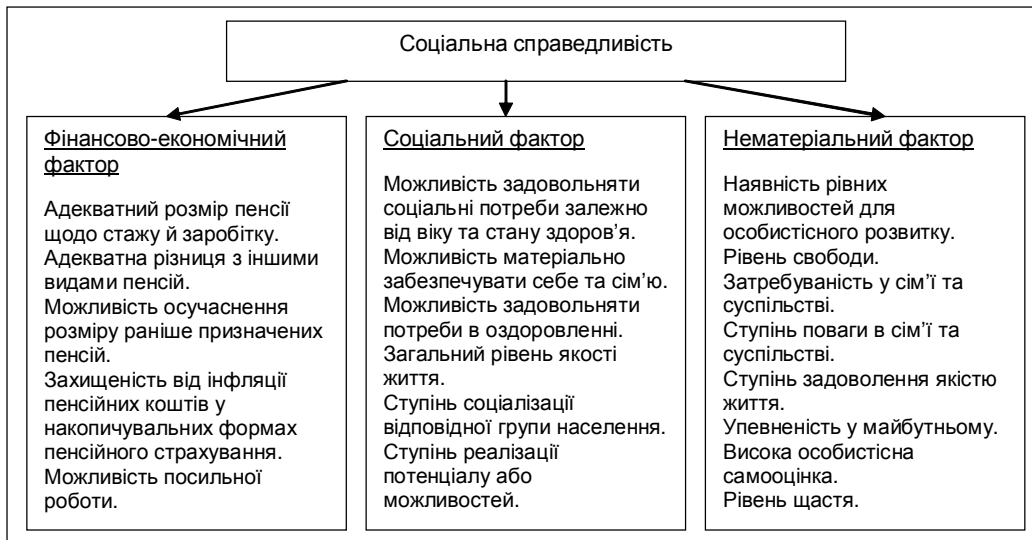 Соціальна справедливість
Фінансово-економічний
фактор
Адекватний розмір пенсії
щодо стажу й заробітку.
Адекватна різниця з іншими
видами пенсій.
Можливість осучаснення
розміру раніше призначених
пенсій.
Захищеність від інфляції
пенсійних коштів у
накопичувальних формах
пенсійного страхування.
Можливість посильної
роботи.
Соціальний фактор
Можливість задовольняти
соціальні потреби залежно
від віку та стану здоров’я.
Можливість матеріально
забезпечувати себе та сім’ю.
Можливість задовольняти
потреби в оздоровленні.
Загальний рівень якості
життя.
Ступінь соціалізації
відповідної групи населення.
Ступінь реалізації
потенціалу або
можливостей.
Нематеріальний фактор
Наявність рівних
можливостей для
особистісного розвитку.
Рівень свободи.
Затребуваність у сім’ї та
суспільстві.
Ступінь поваги в сім’ї та
суспільстві.
Ступінь задоволення якістю
життя.
Упевненість у майбутньому.
Висока особистісна
самооцінка.
Рівень щастя.